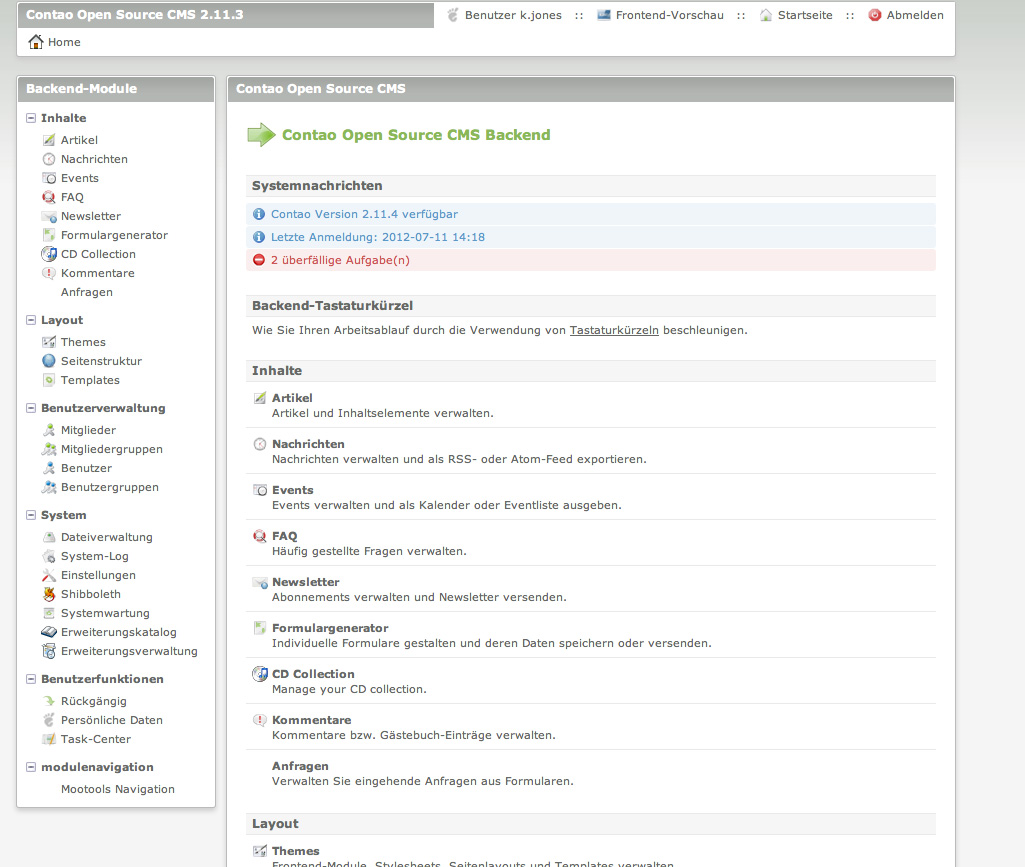 Contao Open Source CMS 2.11.3
Benutzer k.jones :: Frontend-Vorschau :: Startseite :: Abmelden
Home
Backend-Module
Inhalte
Artikel
Nachrichten
Events
FAQ
Newsletter
Formulargenerator
CD Collection
Kommentare
Anfragen
Layout
Themes
Seitenstruktur
Templates
Benutzerverwaltung
Mitglieder
Mitgliedergruppen
Benutzer
Benutzergruppen
System
Dateiverwaltung
System-Log
Einstellungen
Shibboleth
Systemwartung
Erweiterungskatalog
Erweiterungsverwaltung
Benutzerfunktionen
Rückgängig
Persönliche Daten
Task-Center
modulenavigation
Mootools Navigation
Contao Open Source CMS
Contao Open Source CMS Backend
Systemnachrichten
Contao Version 2.11.4 verfügbar
Letzte Anmeldung: 2012-07-11 14:18
2 überfällige Aufgabe(n)
Backend-Tastaturkürzel
Wie Sie Ihren Arbeitsablauf durch die Verwendung von Tastaturkürzeln beschleunigen.
Inhalte
Artikel
Artikel und Inhaltselemente verwalten.
Nachrichten
Nachrichten verwalten und als RSS- oder Atom-Feed exportieren.
Events
Events verwalten und als Kalender oder Eventliste ausgeben.
FAQ
Häufig gestellte Fragen verwalten.
Newsletter
Abonnements verwalten und Newsletter versenden.
Formulargenerator
Individuelle Formulare gestalten und deren Daten speichern oder versenden.
CD Collection
Manage your CD collection.
Kommentare
Kommentare bzw. Gästebuch-Einträge verwalten.
Anfragen
Verwalten Sie eingehende Anfragen aus Formularen.
Layout
Themes
Frontend-Module, Stylesheets, Seitenlayouts und Templates verwalten.